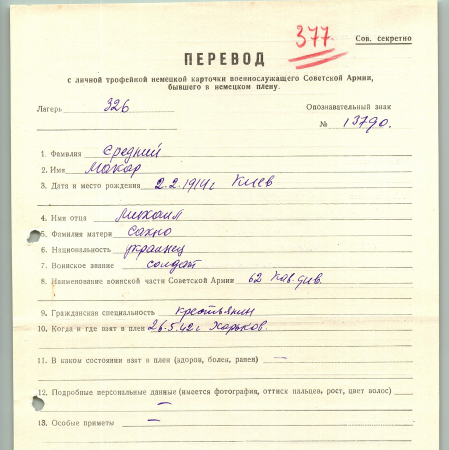 377
Сов. секретно
ПЕРЕВОД
с личной трофейной немецкой карточки военнослужащего Советской Армии,
бывшего в немецком плену.
Лагерь 326
Опознавательный знак
№ 13790.
1. Фамилия Средний
2. Имя Макар
3. Дата и место рождения 2.2.1914г Киев
4. Имя отца Михаил
5. Фамилия матери Сахно
6. Национальность украинец
7. Воинское звание солдат
8. Наименование воинской части Советской Армии 62 Кав. див.
9. Гражданская специальность крестьянин
10. Когда и где взят в плен 26.5.42г Харьков.
11. В каком состоянии взят в плен (здоров, болен, ранен) —
12. Подробные персональные данные (имеется фотография, оттиск пальцев, рост, цвет волос)
—
13. Особые приметы —